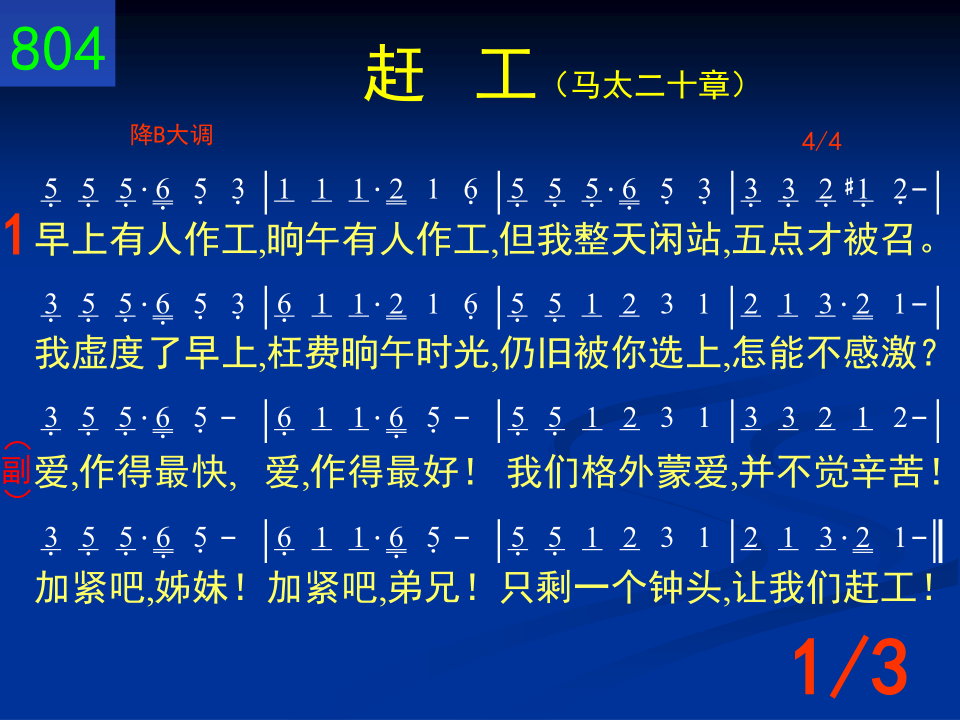 804
赶 工（马太二十章）
降B大调 4/4
5 5 5·6 5 3 | 1 1 1·2 1 6 | 5 5 5·6 5 3 | 3 3 2 #1 2- |
1 早上有人作工,晌午有人作工,但我整天闲站,五点才被召。
3 5 5·6 5 3 | 6 1 1·2 1 6 | 5 5 1 2 3 1 | 2 1 3·2 1- |
我虚度了早上,枉费晌午时光,仍旧被你选上,怎能不感激？
3 5 5·6 5 - | 6 1 1·6 5 - | 5 5 1 2 3 1 | 3 3 2 1 2- |
（副） 爱,作得最快, 爱,作得最好！ 我们格外蒙爱,并不觉辛苦！
3 5 5·6 5 - | 6 1 1·6 5 - | 5 5 1 2 3 1 | 2 1 3·2 1- ‖
加紧吧,姊妹！加紧吧,弟兄！只剩一个钟头,让我们赶工！
1/3